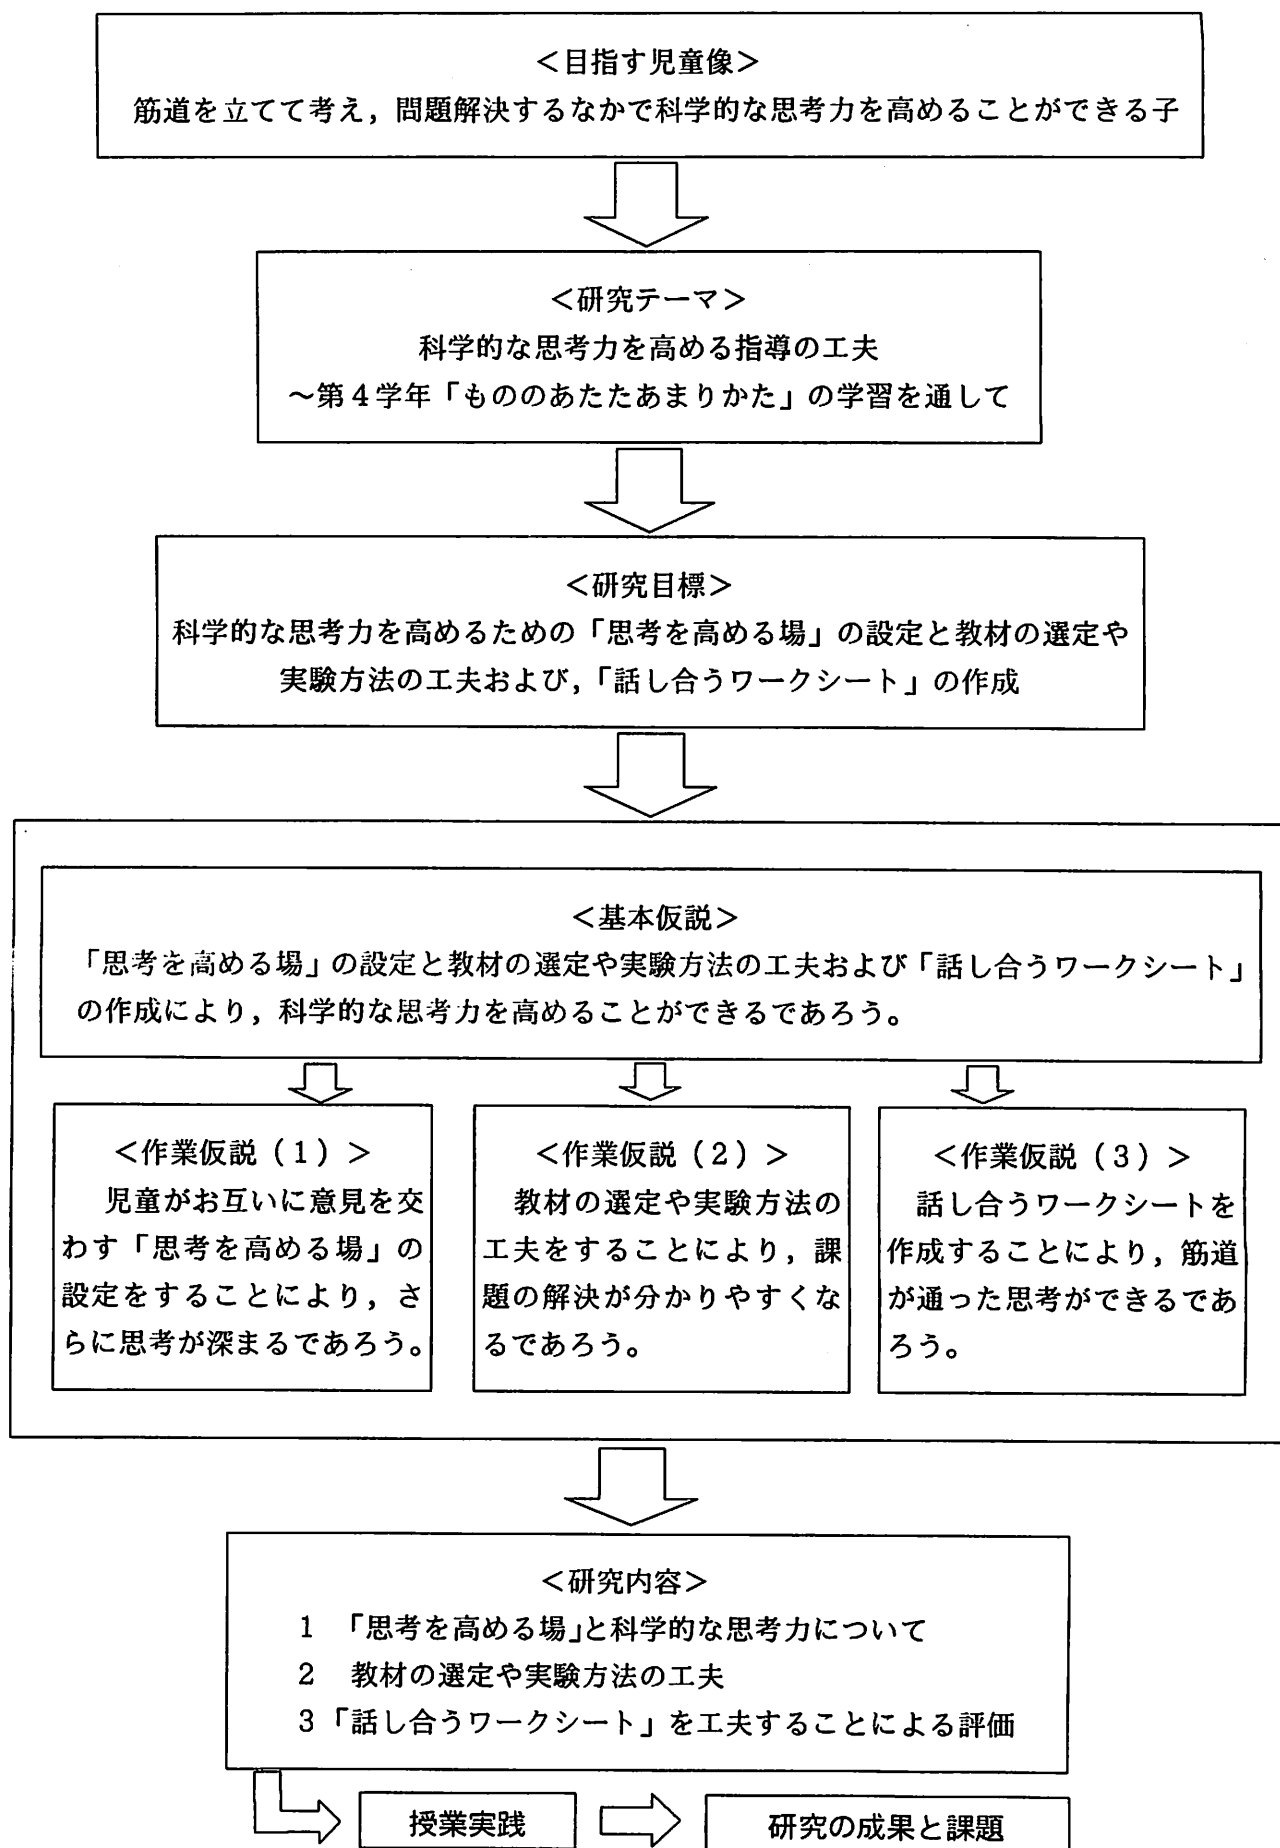 ＜目指す児童像＞
筋道を立てて考え，問題解決するなかで科学的な思考力を高めることができる子
＜研究テーマ＞
科学的な思考力を高める指導の工夫
～第４学年「もののあたたあまりかた」の学習を通して
＜研究目標＞
科学的な思考力を高めるための「思考を高める場」の設定と教材の選定や
実験方法の工夫および，「話し合うワークシート」の作成
＜基本仮説＞
「思考を高める場」の設定と教材の選定や実験方法の工夫および「話し合うワークシート」
の作成により，科学的な思考力を高めることができるであろう。
＜作業仮説（１）＞
児童がお互いに意見を交
わす「思考を高める場」の
設定をすることにより，さ
らに思考が深まるであろう。
＜作業仮説（２）＞
教材の選定や実験方法の
工夫をすることにより，課
題の解決が分かりやすくな
るであろう。
＜作業仮説（３）＞
話し合うワークシートを
作成することにより，筋道
が通った思考ができるであ
ろう。
＜研究内容＞
１　「思考を高める場」と科学的な思考力について
２　教材の選定や実験方法の工夫
３「話し合うワークシート」を工夫することによる評価
授業実践
研究の成果と課題